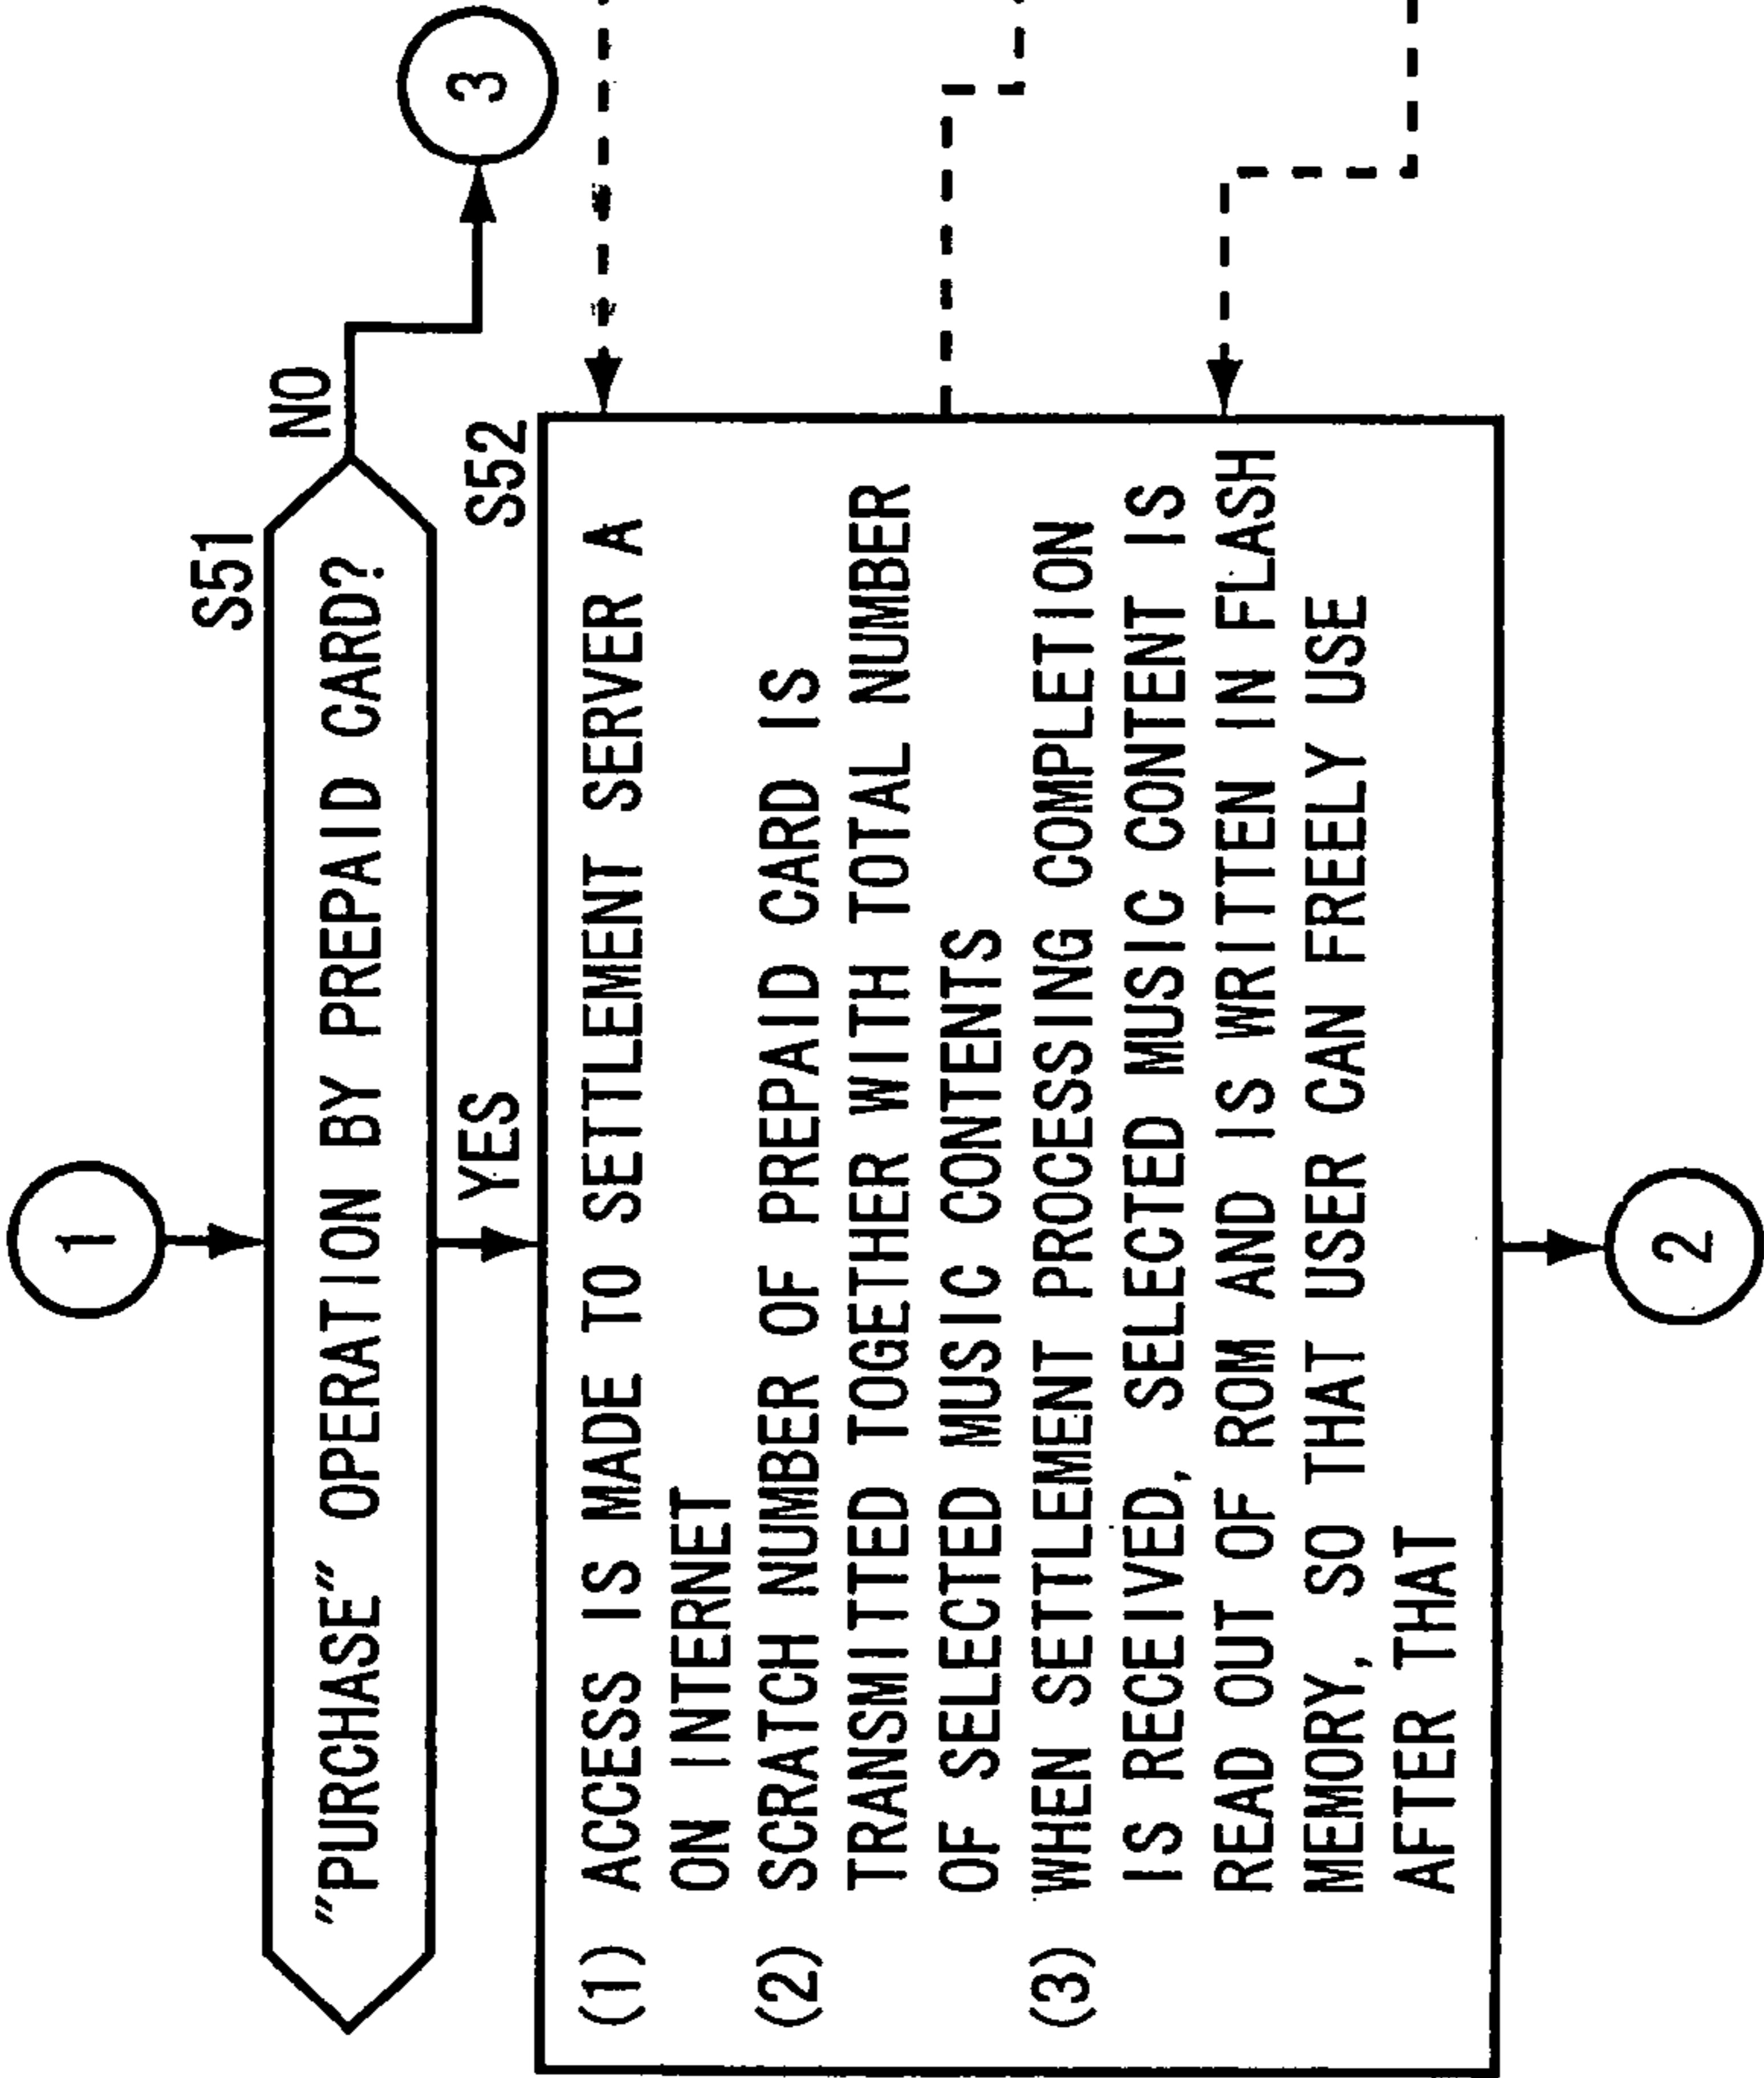 1
S51
"PURCHASE" OPERATION BY PREPAID CARD?
NO
3
YES
S52
(1) ACCESS IS MADE TO SETTLEMENT SERVER A
ON INTERNET
(2) SCRATCH NUMBER OF PREPAID CARD IS
TRANSMITTED TOGETHER WITH TOTAL NUMBER
OF SELECTED MUSIC CONTENTS
(3) WHEN SETTLEMENT PROCESSING COMPLETION
IS RECEIVED, SELECTED MUSIC CONTENT IS
READ OUT OF ROM AND IS WRITTEN IN FLASH
MEMORY, SO THAT USER CAN FREELY USE
AFTER THAT
2